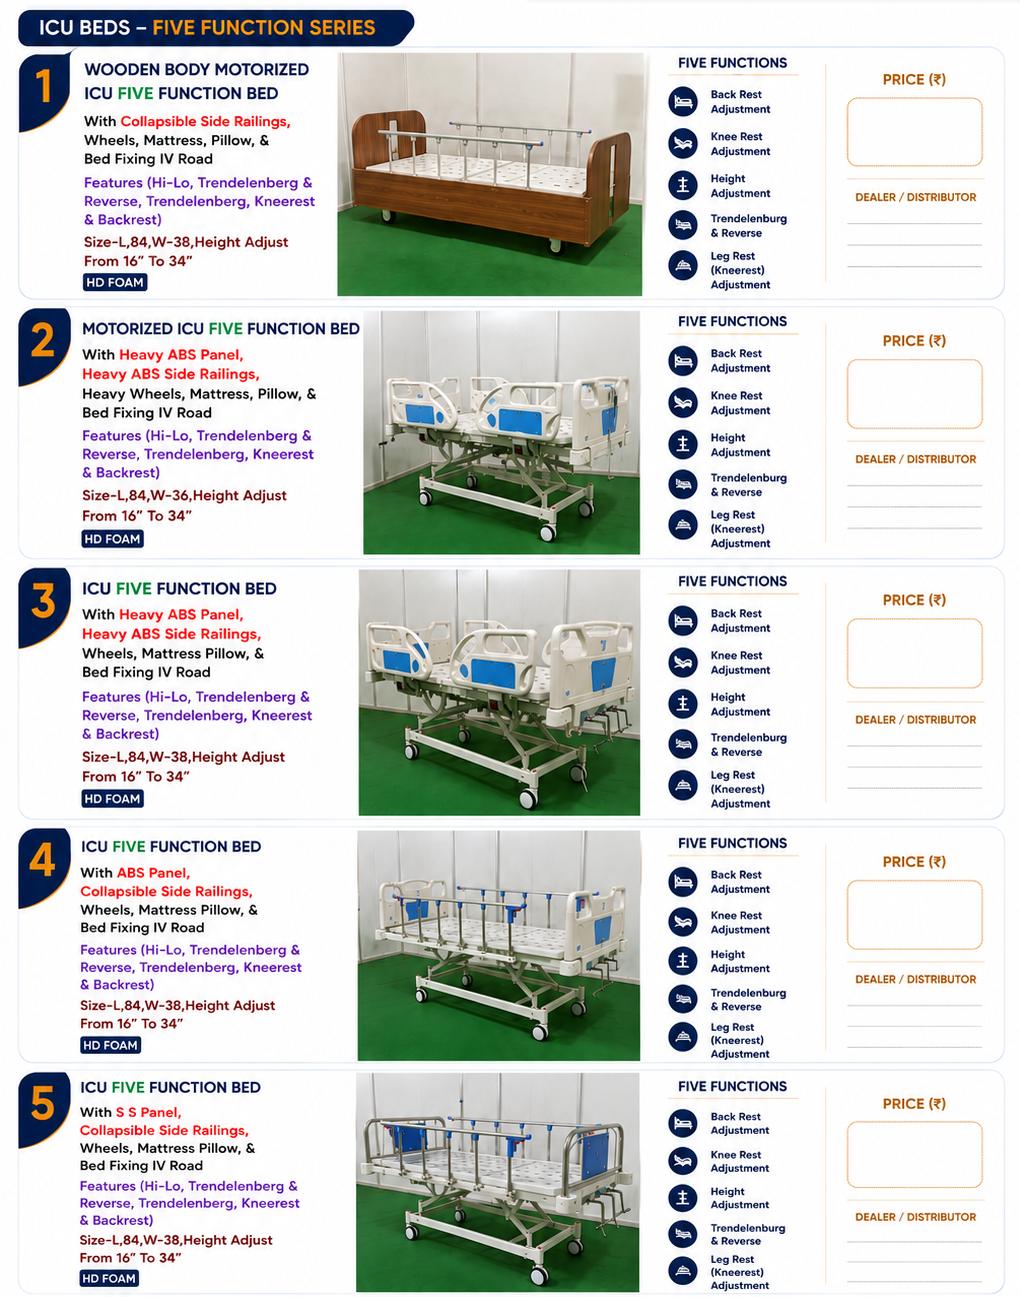 ICU BEDS – FIVE FUNCTION SERIES
1
WOODEN BODY MOTORIZED
ICU FIVE FUNCTION BED
With Collapsible Side Railings,
Wheels, Mattress, Pillow, &
Bed Fixing IV Road
Features (Hi-Lo, Trendelenberg &
Reverse, Trendelenberg, Kneerest
& Backrest)
Size-L,84,W-38,Height Adjust
From 16” To 34”
HD FOAM
FIVE FUNCTIONS
Back Rest
Adjustment
Knee Rest
Adjustment
Height
Adjustment
Trendelenburg
& Reverse
Leg Rest
(Kneerest)
Adjustment
PRICE (₹)
DEALER / DISTRIBUTOR
2
MOTORIZED ICU FIVE FUNCTION BED
With Heavy ABS Panel,
Heavy ABS Side Railings,
Heavy Wheels, Mattress, Pillow, &
Bed Fixing IV Road
Features (Hi-Lo, Trendelenberg &
Reverse, Trendelenberg, Kneerest
& Backrest)
Size-L,84,W-36,Height Adjust
From 16” To 34”
HD FOAM
FIVE FUNCTIONS
Back Rest
Adjustment
Knee Rest
Adjustment
Height
Adjustment
Trendelenburg
& Reverse
Leg Rest
(Kneerest)
Adjustment
PRICE (₹)
DEALER / DISTRIBUTOR
3
ICU FIVE FUNCTION BED
With Heavy ABS Panel,
Heavy ABS Side Railings,
Wheels, Mattress Pillow, &
Bed Fixing IV Road
Features (Hi-Lo, Trendelenberg &
Reverse, Trendelenberg, Kneerest
& Backrest)
Size-L,84,W-38,Height Adjust
From 16” To 34”
HD FOAM
FIVE FUNCTIONS
Back Rest
Adjustment
Knee Rest
Adjustment
Height
Adjustment
Trendelenburg
& Reverse
Leg Rest
(Kneerest)
Adjustment
PRICE (₹)
DEALER / DISTRIBUTOR
4
ICU FIVE FUNCTION BED
With ABS Panel,
Collapsible Side Railings,
Wheels, Mattress Pillow, &
Bed Fixing IV Road
Features (Hi-Lo, Trendelenberg &
Reverse, Trendelenberg, Kneerest
& Backrest)
Size-L,84,W-38,Height Adjust
From 16” To 34”
HD FOAM
FIVE FUNCTIONS
Back Rest
Adjustment
Knee Rest
Adjustment
Height
Adjustment
Trendelenburg
& Reverse
Leg Rest
(Kneerest)
Adjustment
PRICE (₹)
DEALER / DISTRIBUTOR
5
ICU FIVE FUNCTION BED
With S S Panel,
Collapsible Side Railings,
Wheels, Mattress Pillow, &
Bed Fixing IV Road
Features (Hi-Lo, Trendelenberg &
Reverse, Trendelenberg, Kneerest
& Backrest)
Size-L,84,W-38,Height Adjust
From 16” To 34”
HD FOAM
FIVE FUNCTIONS
Back Rest
Adjustment
Knee Rest
Adjustment
Height
Adjustment
Trendelenburg
& Reverse
Leg Rest
(Kneerest)
Adjustment
PRICE (₹)
DEALER / DISTRIBUTOR